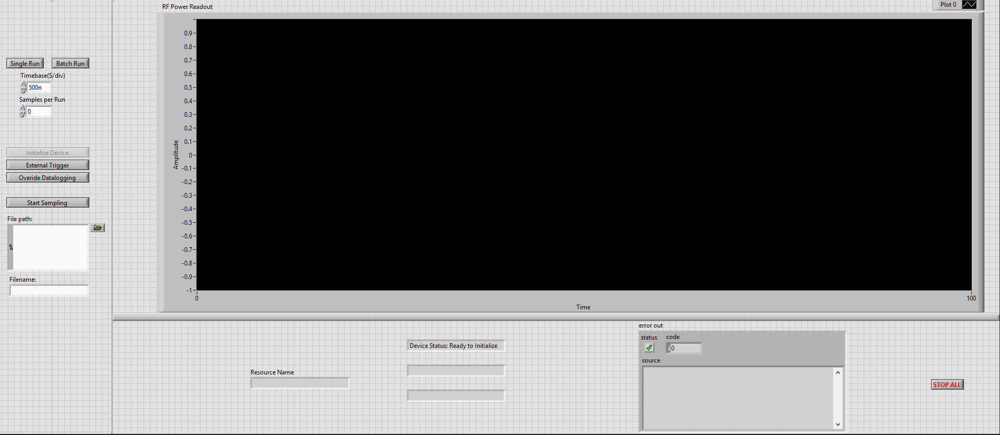 RF Power Readout
Plot 0
Single Run
Batch Run
Timebase(S/div)
500n
Samples per Run
0
Initialize Device
External Trigger
Overide Datalogging
Start Sampling
File path:
Filename:
0.9
0.8
0.7
0.6
0.5
0.4
0.3
0.2
0.1
0
-0.1
-0.2
-0.3
-0.4
-0.5
-0.6
-0.7
-0.8
-0.9
-1
Amplitude
0
100
Time
Resource Name
Device Status: Ready to Initialize
error out
status
code
d0
source
STOP ALL